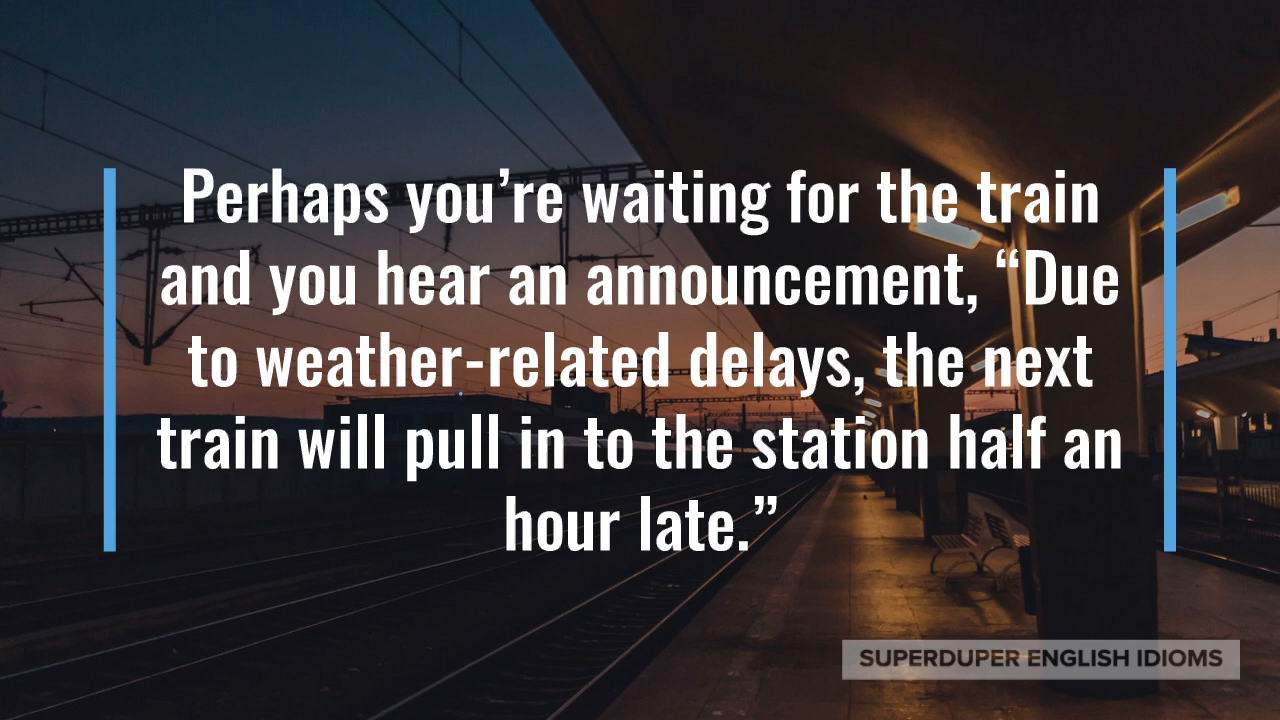 Perhaps you’re waiting for the train
and you hear an announcement, “Due
to weather-related delays, the next
train will pull in to the station half an
hour late.”
SUPERDUPER ENGLISH IDIOMS